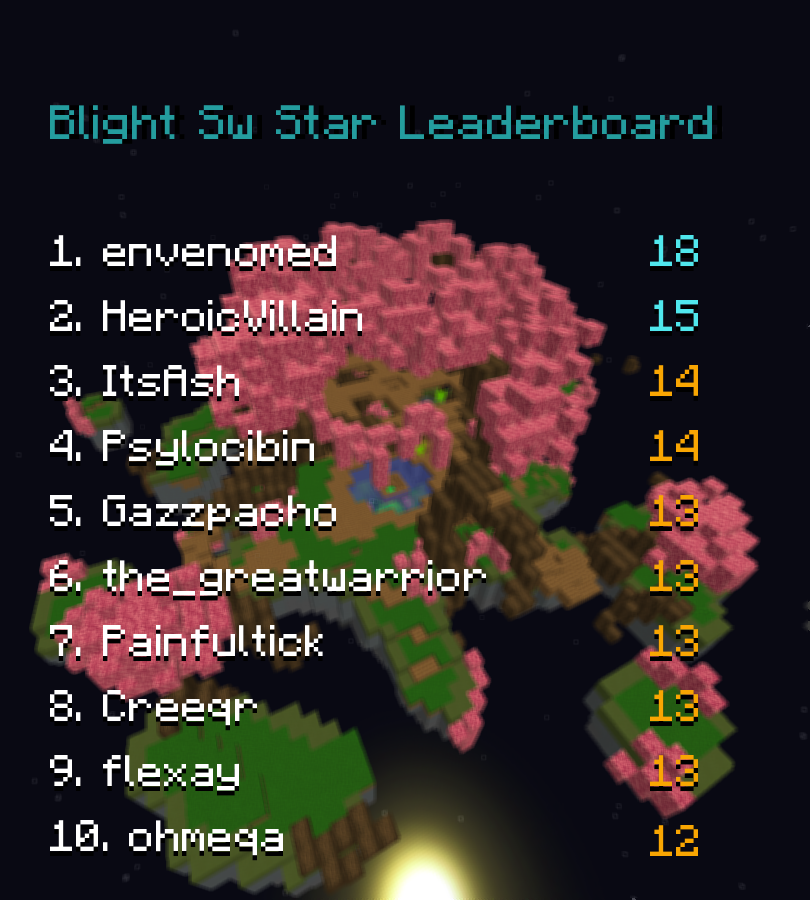 Blight Sw Star Leaderboard
1. envenomed 18
2. HeroicVillain 15
3. ItsAsh 14
4. Psylocibin 14
5. Gazzpacho 13
6. the_greatwarrior 13
7. Painfultick 13
8. Creeqr 13
9. flexay 13
10. ohmeqa 12